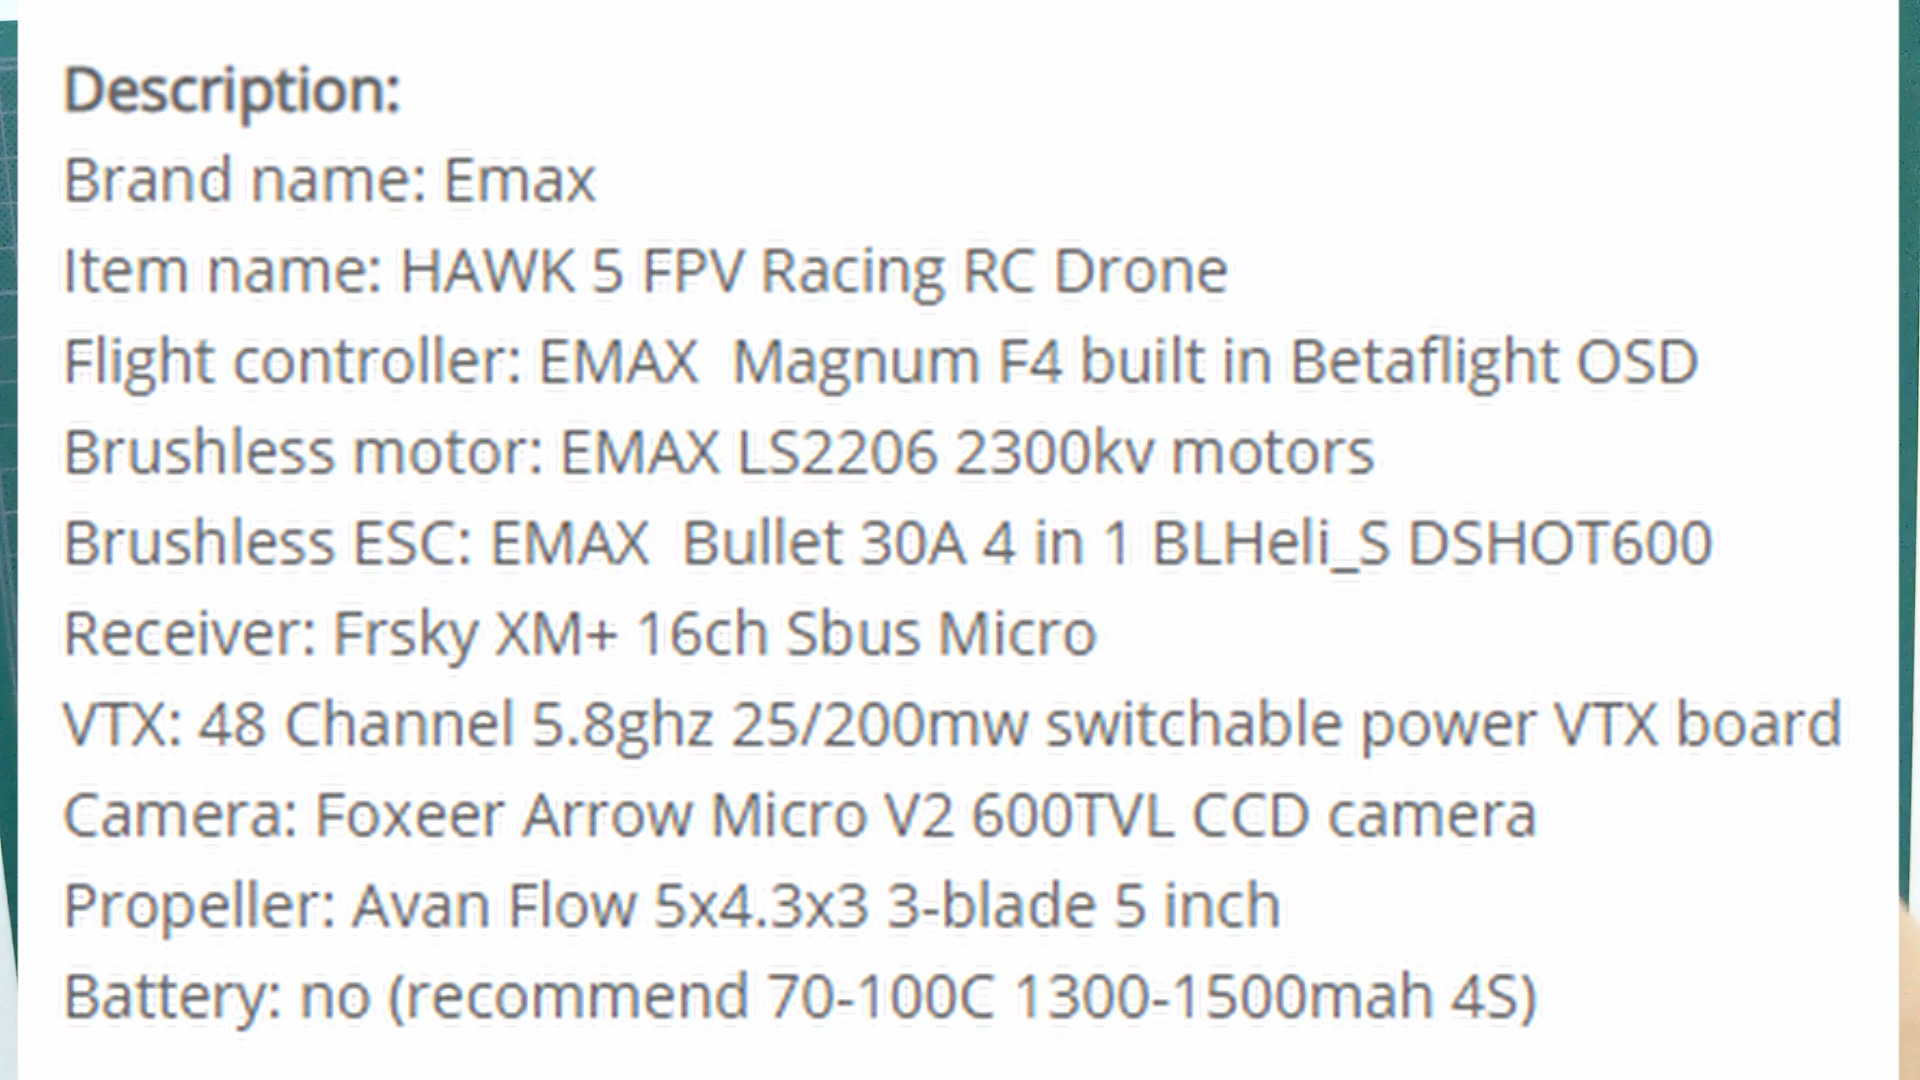 Description:
Brand name: Emax
Item name: HAWK 5 FPV Racing RC Drone
Flight controller: EMAX  Magnum F4 built in Betaflight OSD
Brushless motor: EMAX LS2206 2300kv motors
Brushless ESC: EMAX  Bullet 30A 4 in 1 BLHeli_S DSHOT600
Receiver: Frsky XM+ 16ch Sbus Micro
VTX: 48 Channel 5.8ghz 25/200mw switchable power VTX board
Camera: Foxeer Arrow Micro V2 600TVL CCD camera
Propeller: Avan Flow 5x4.3x3 3-blade 5 inch
Battery: no (recommend 70-100C 1300-1500mah 4S)